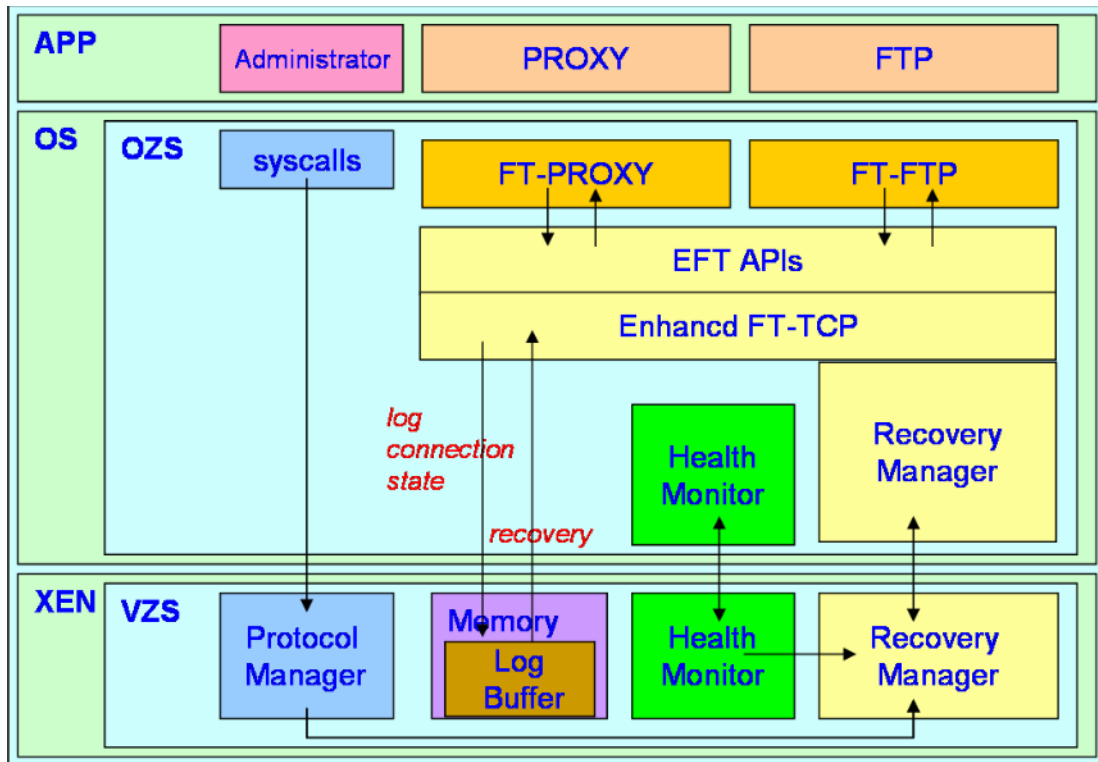 APP
Administrator
PROXY
FTP
OS
OZS
syscalls
FT-PROXY
FT-FTP
EFT APIs
Enhancd FT-TCP
log
connection
state
recovery
Health
Monitor
Recovery
Manager
XEN
VZS
Protocol
Manager
Memory
Log
Buffer
Health
Monitor
Recovery
Manager